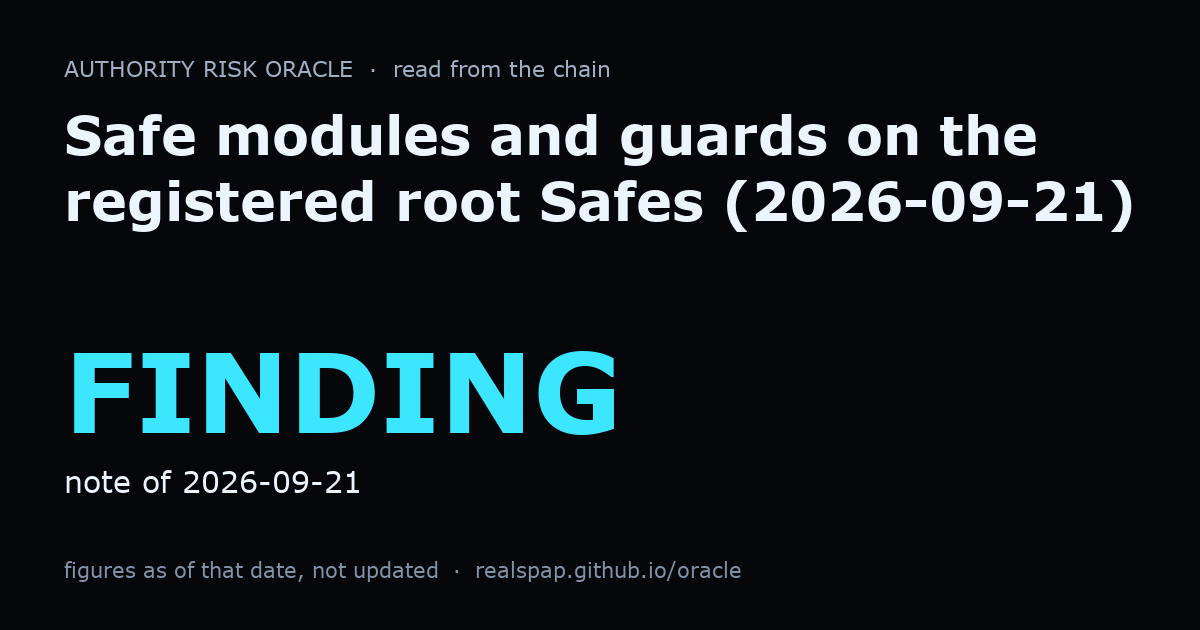 AUTHORITY RISK ORACLE · read from the chain
Safe modules and guards on the
registered root Safes (2026-09-21)
FINDING
note of 2026-09-21
figures as of that date, not updated · realspap.github.io/oracle